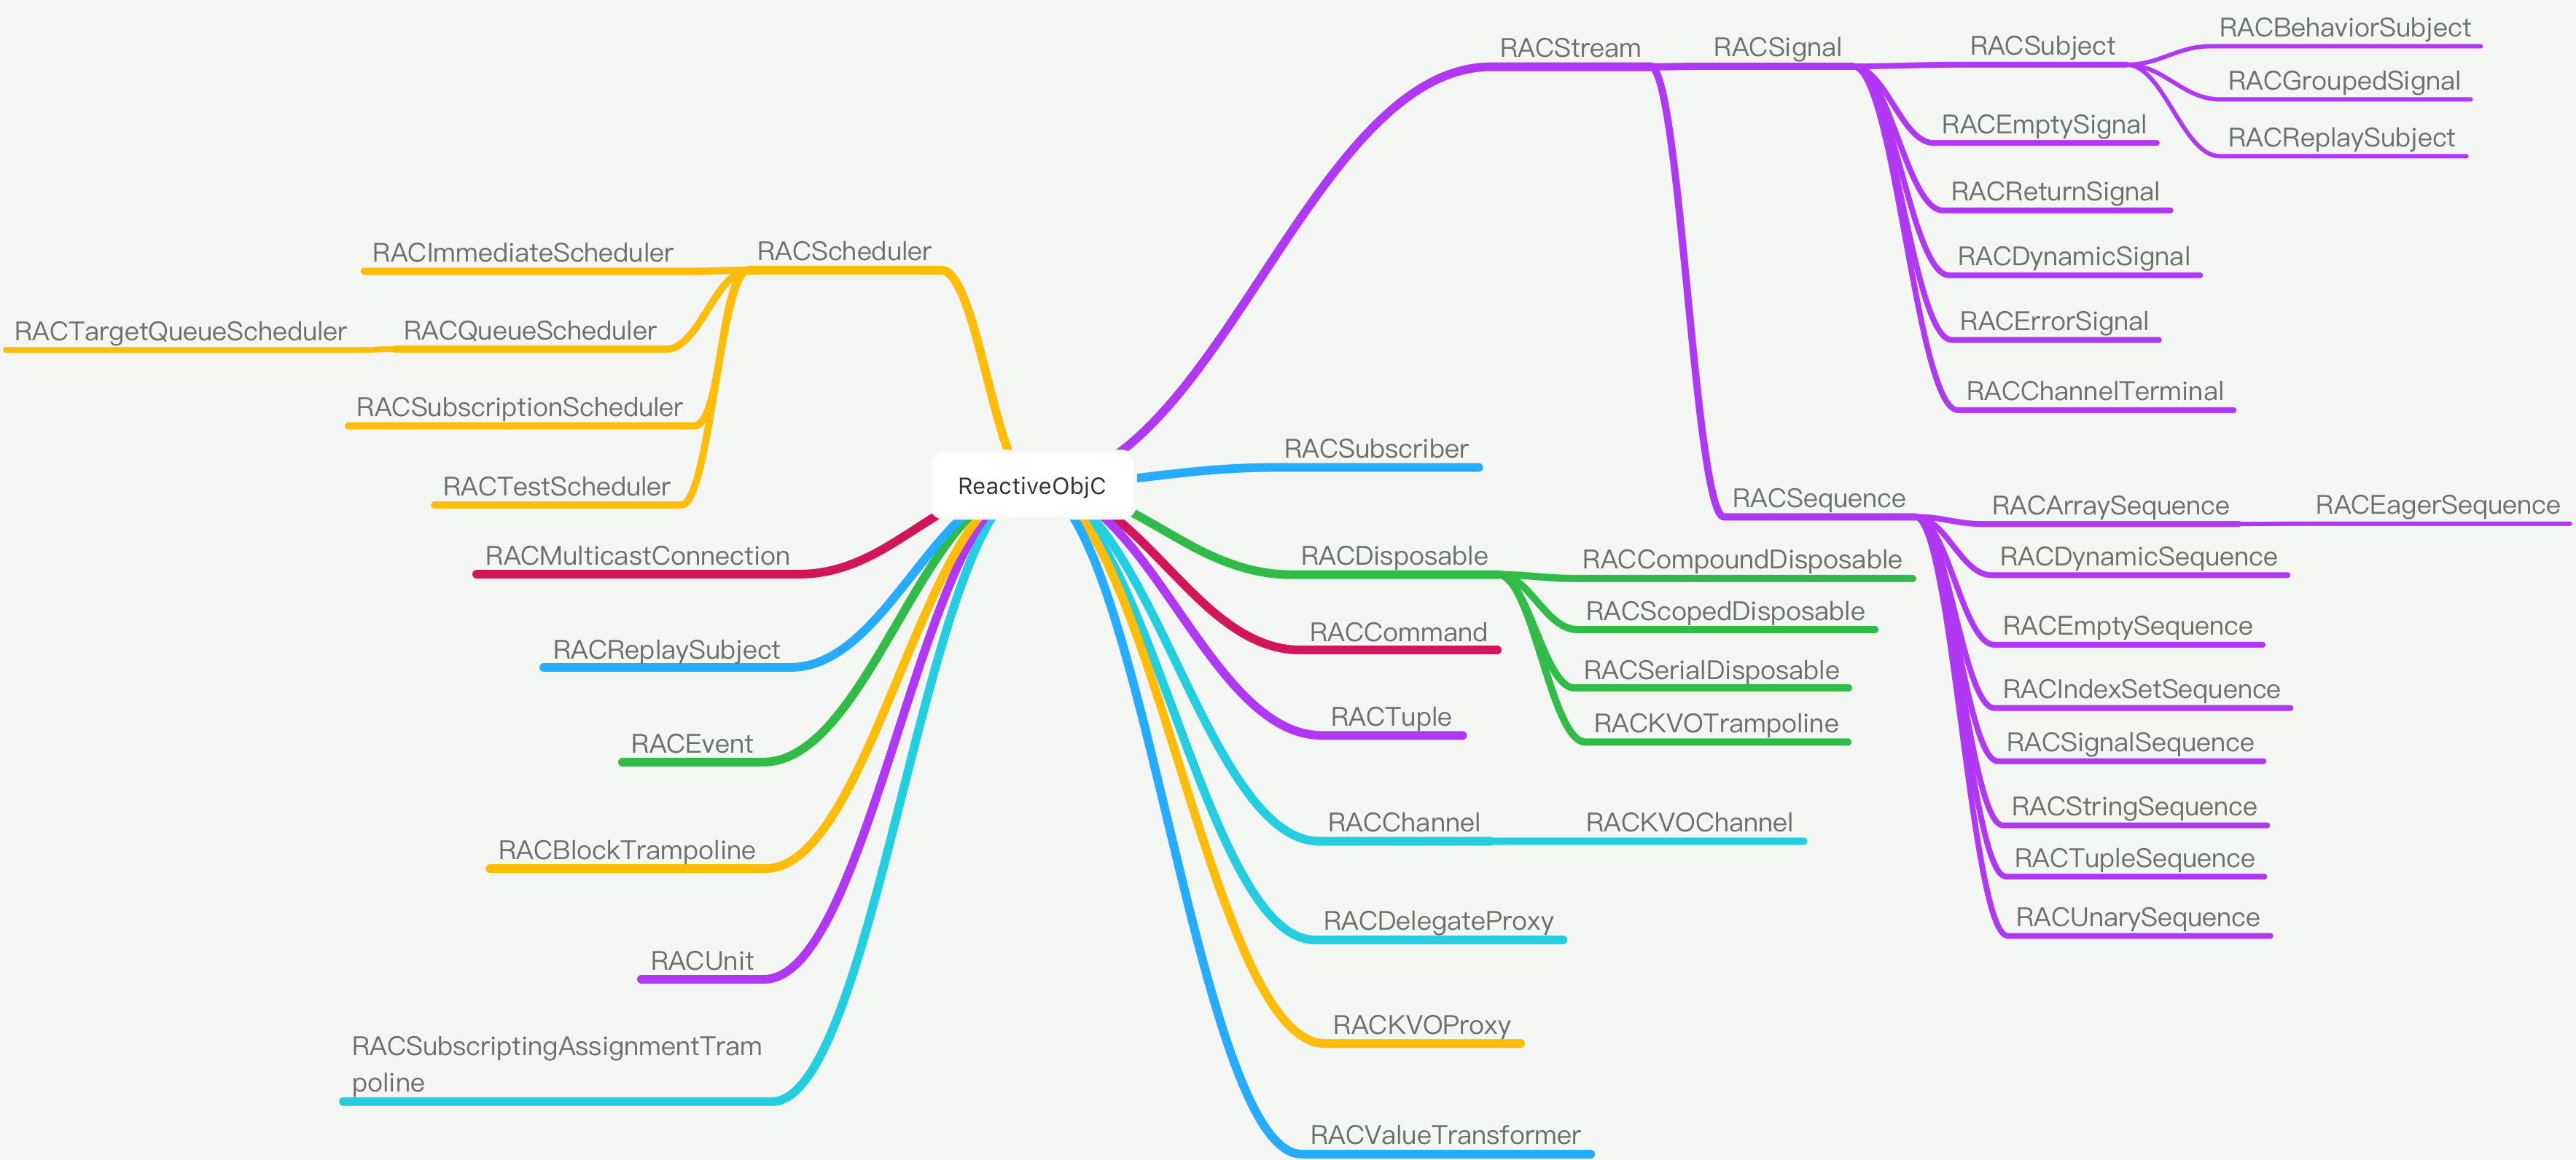 ReactiveObjC
RACStream
RACSignal
RACSubject
RACBehaviorSubject
RACGroupedSignal
RACReplaySubject
RACEmptySignal
RACReturnSignal
RACDynamicSignal
RACErrorSignal
RACChannelTerminal
RACSequence
RACArraySequence
RACEagerSequence
RACDynamicSequence
RACEmptySequence
RACIndexSetSequence
RACSignalSequence
RACStringSequence
RACTupleSequence
RACUnarySequence
RACSubscriber
RACDisposable
RACCompoundDisposable
RACScopedDisposable
RACSerialDisposable
RACKVOTrampoline
RACCommand
RACTuple
RACChannel
RACKVOChannel
RACDelegateProxy
RACKVOProxy
RACValueTransformer
RACScheduler
RACImmediateScheduler
RACQueueScheduler
RACTargetQueueScheduler
RACSubscriptionScheduler
RACTestScheduler
RACMulticastConnection
RACReplaySubject
RACEvent
RACBlockTrampoline
RACUnit
RACSubscriptingAssignmentTram
poline